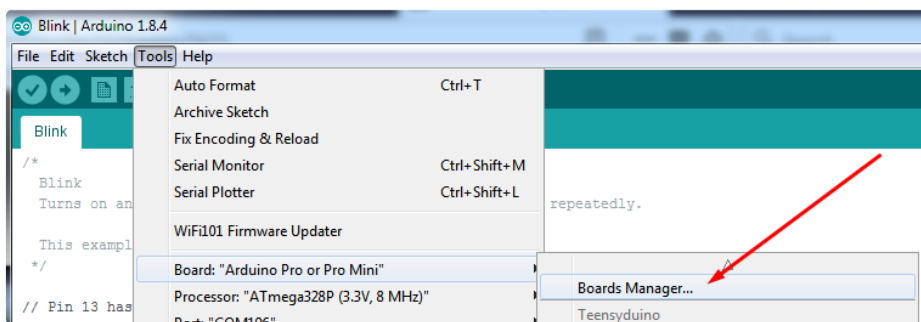 Blink | Arduino 1.8.4
File Edit Sketch Tools Help
Auto Format Ctrl+T
Archive Sketch
Fix Encoding & Reload
Serial Monitor Ctrl+Shift+M
Serial Plotter Ctrl+Shift+L
WiFi101 Firmware Updater
Board: "Arduino Pro or Pro Mini"
Processor: "ATmega328P (3.3V, 8 MHz)"
Port: "COM106"
Boards Manager...
Teensyduino
Blink
/*
Blink
Turns on an repeatedly.
This exampl
*/
// Pin 13 has